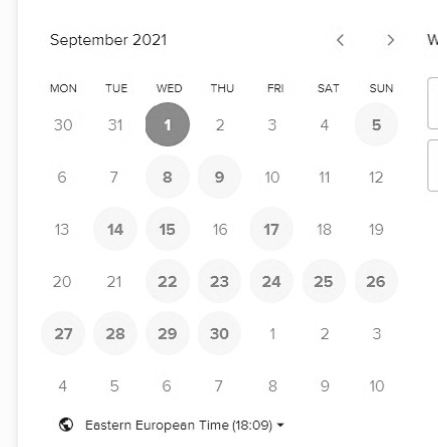 September 2021
W
MON TUE WED THU FRI SAT SUN
30 31 1 2 3 4 5
6 7 8 9 10 11 12
13 14 15 16 17 18 19
20 21 22 23 24 25 26
27 28 29 30 1 2 3
4 5 6 7 8 9 10
Eastern European Time (18:09)